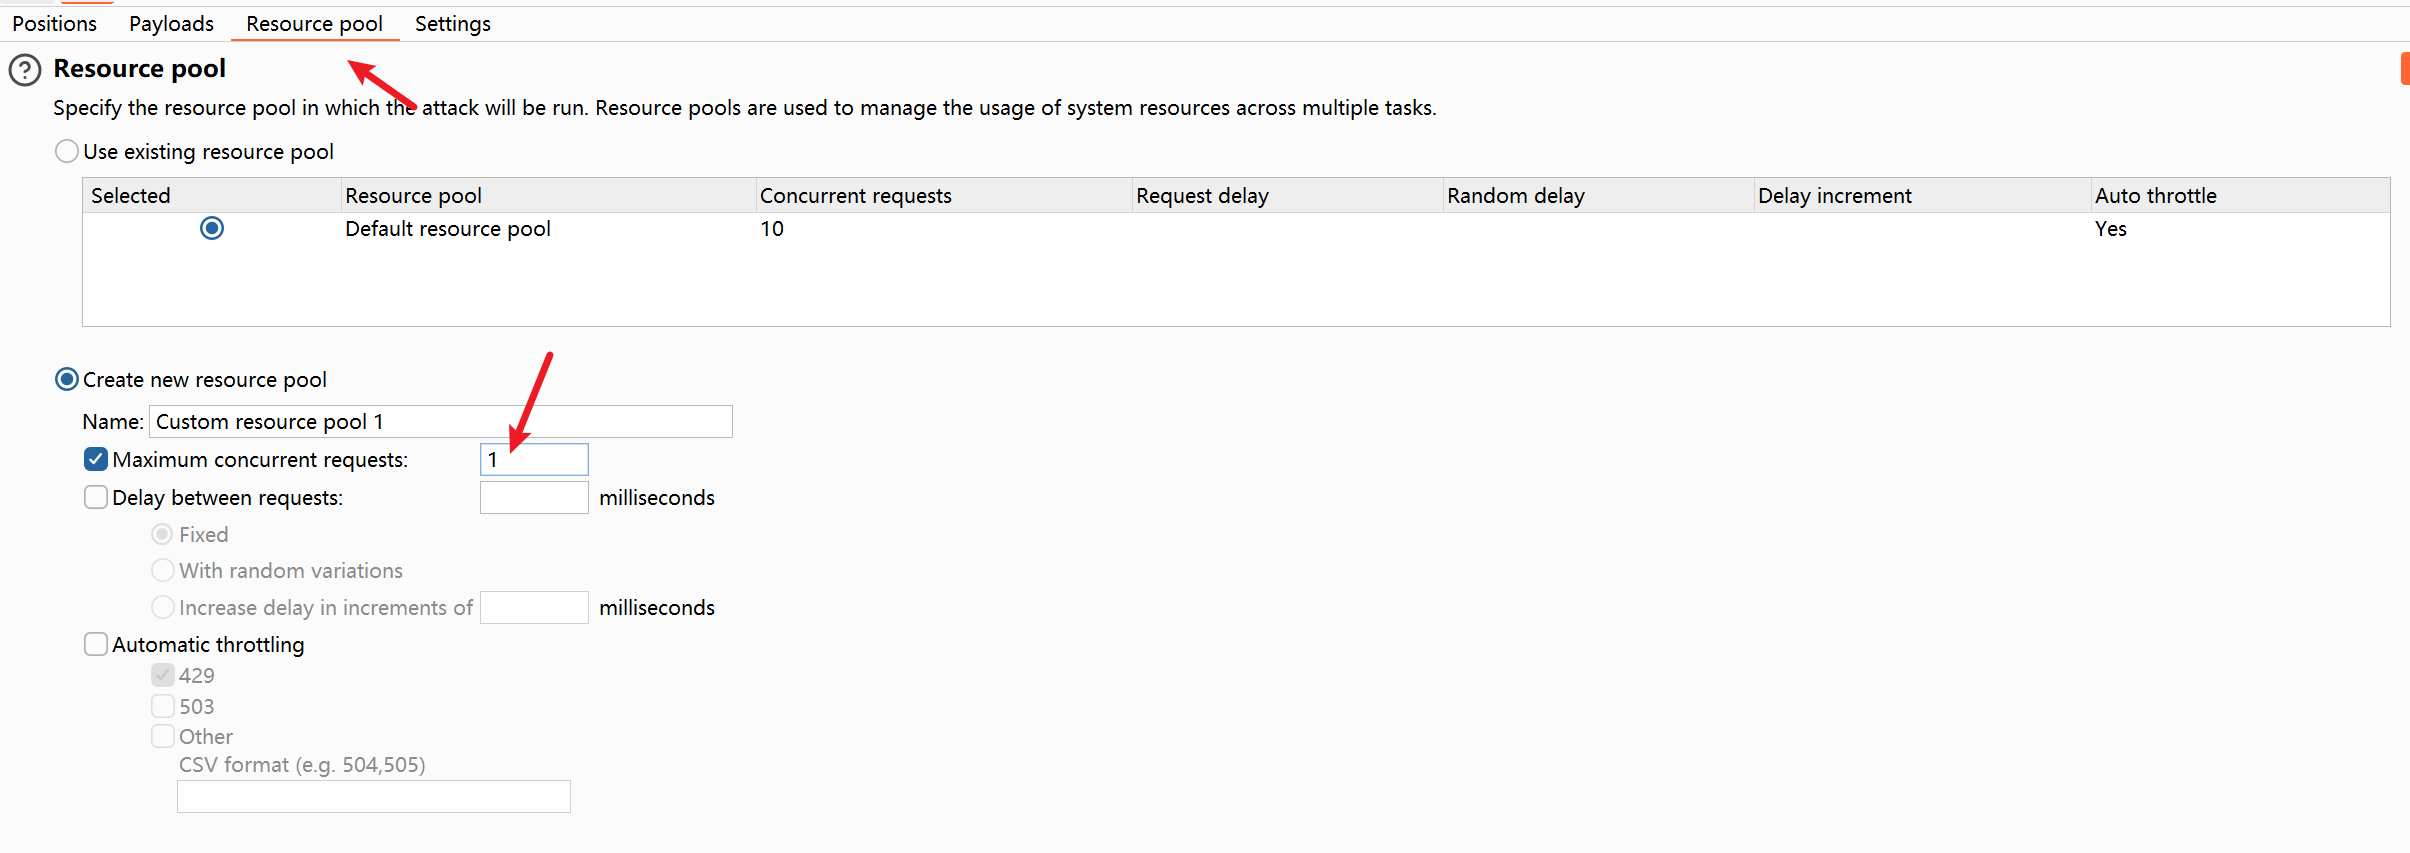 Positions Payloads Resource pool Settings
Resource pool
Specify the resource pool in which the attack will be run. Resource pools are used to manage the usage of system resources across multiple tasks.
Use existing resource pool
Selected Resource pool Concurrent requests Request delay Random delay Delay increment Auto throttle
Default resource pool 10 Yes
Create new resource pool
Name: Custom resource pool 1
Maximum concurrent requests: 1
Delay between requests: milliseconds
Fixed
With random variations
Increase delay in increments of milliseconds
Automatic throttling
429
503
Other
CSV format (e.g. 504,505)